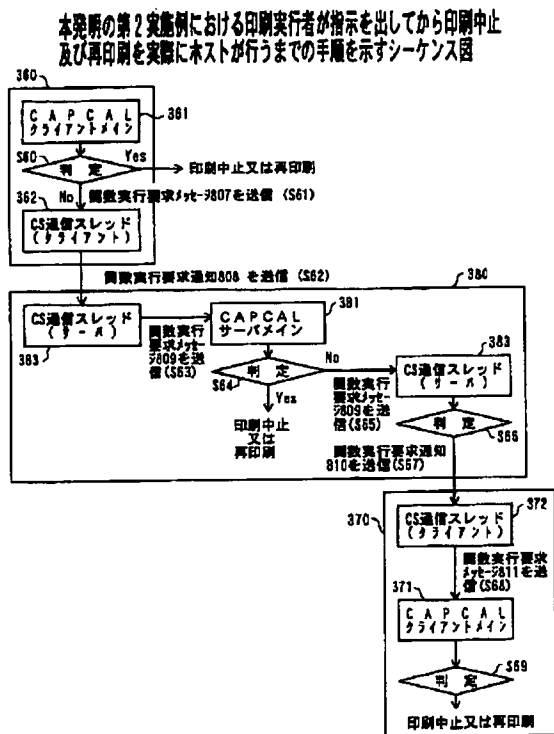 本発明の第2実施例における印刷実行者が指示を出してから印刷中止
及び再印刷を実際にホストが行うまでの手順を示すシーケンス図
360
CAPCAL
クライアントメイン
361
S60
判定
Yes
印刷中止又は再印刷
No
関数実行要求メッセージ807を送信 (S61)
362
CS通信スレッド
(クライアント)
関数実行要求通知808 を送信 (S62)
380
CS通信スレッド
(サーバ)
383
関数実行
要求メッセ
ージ809を送
信(S63)
381
CAPCAL
サーバメイン
判定
S64
No
Yes
印刷中止
又は
再印刷
関数実行
要求メッセ
ージ809を送
信(S65)
383
CS通信スレッド
(サーバ)
判定
S66
関数実行要求通知
810を送信(S67)
370
372
CS通信スレッド
(クライアント)
関数実行要求
メッセージ811を送
信(S68)
371
CAPCAL
クライアントメイン
判定
S69
印刷中止又は再印刷